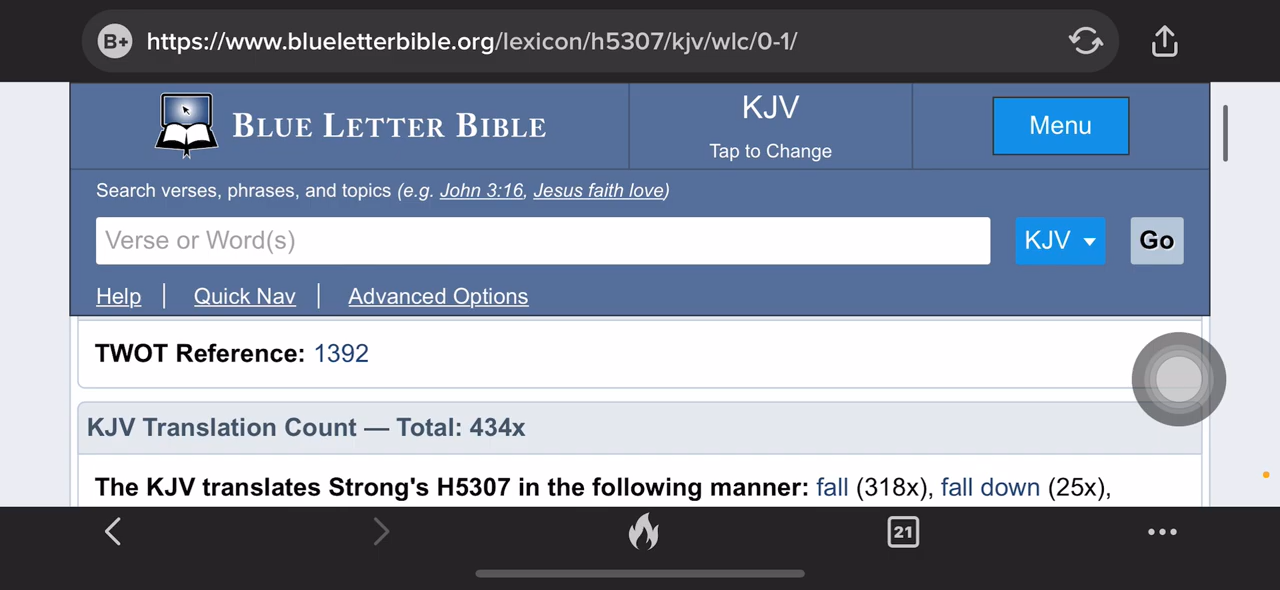 B+ https://www.blueletterbible.org/lexicon/h5307/kjv/wlc/0-1/
BLUE LETTER BIBLE
KJV
Tap to Change
Menu
Search verses, phrases, and topics (e.g. John 3:16, Jesus faith love)
Verse or Word(s)
KJV
Go
Help | Quick Nav | Advanced Options
TWOT Reference: 1392
KJV Translation Count — Total: 434x
The KJV translates Strong's H5307 in the following manner: fall (318x), fall down (25x),
21